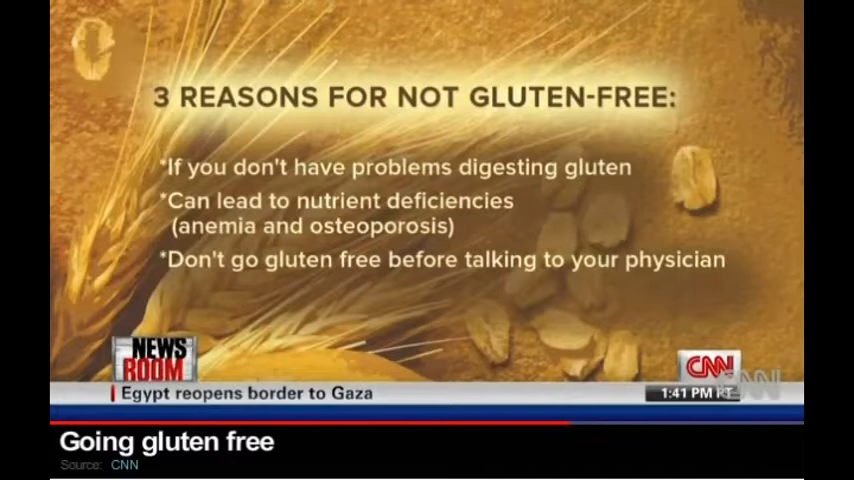 3 REASONS FOR NOT GLUTEN-FREE:
*If you don't have problems digesting gluten
*Can lead to nutrient deficiencies
(anemia and osteoporosis)
*Don't go gluten free before talking to your physician
NEWS
ROOM
CNN
Egypt reopens border to Gaza
1:41 PM
CNN
Going gluten free
Source: CNN